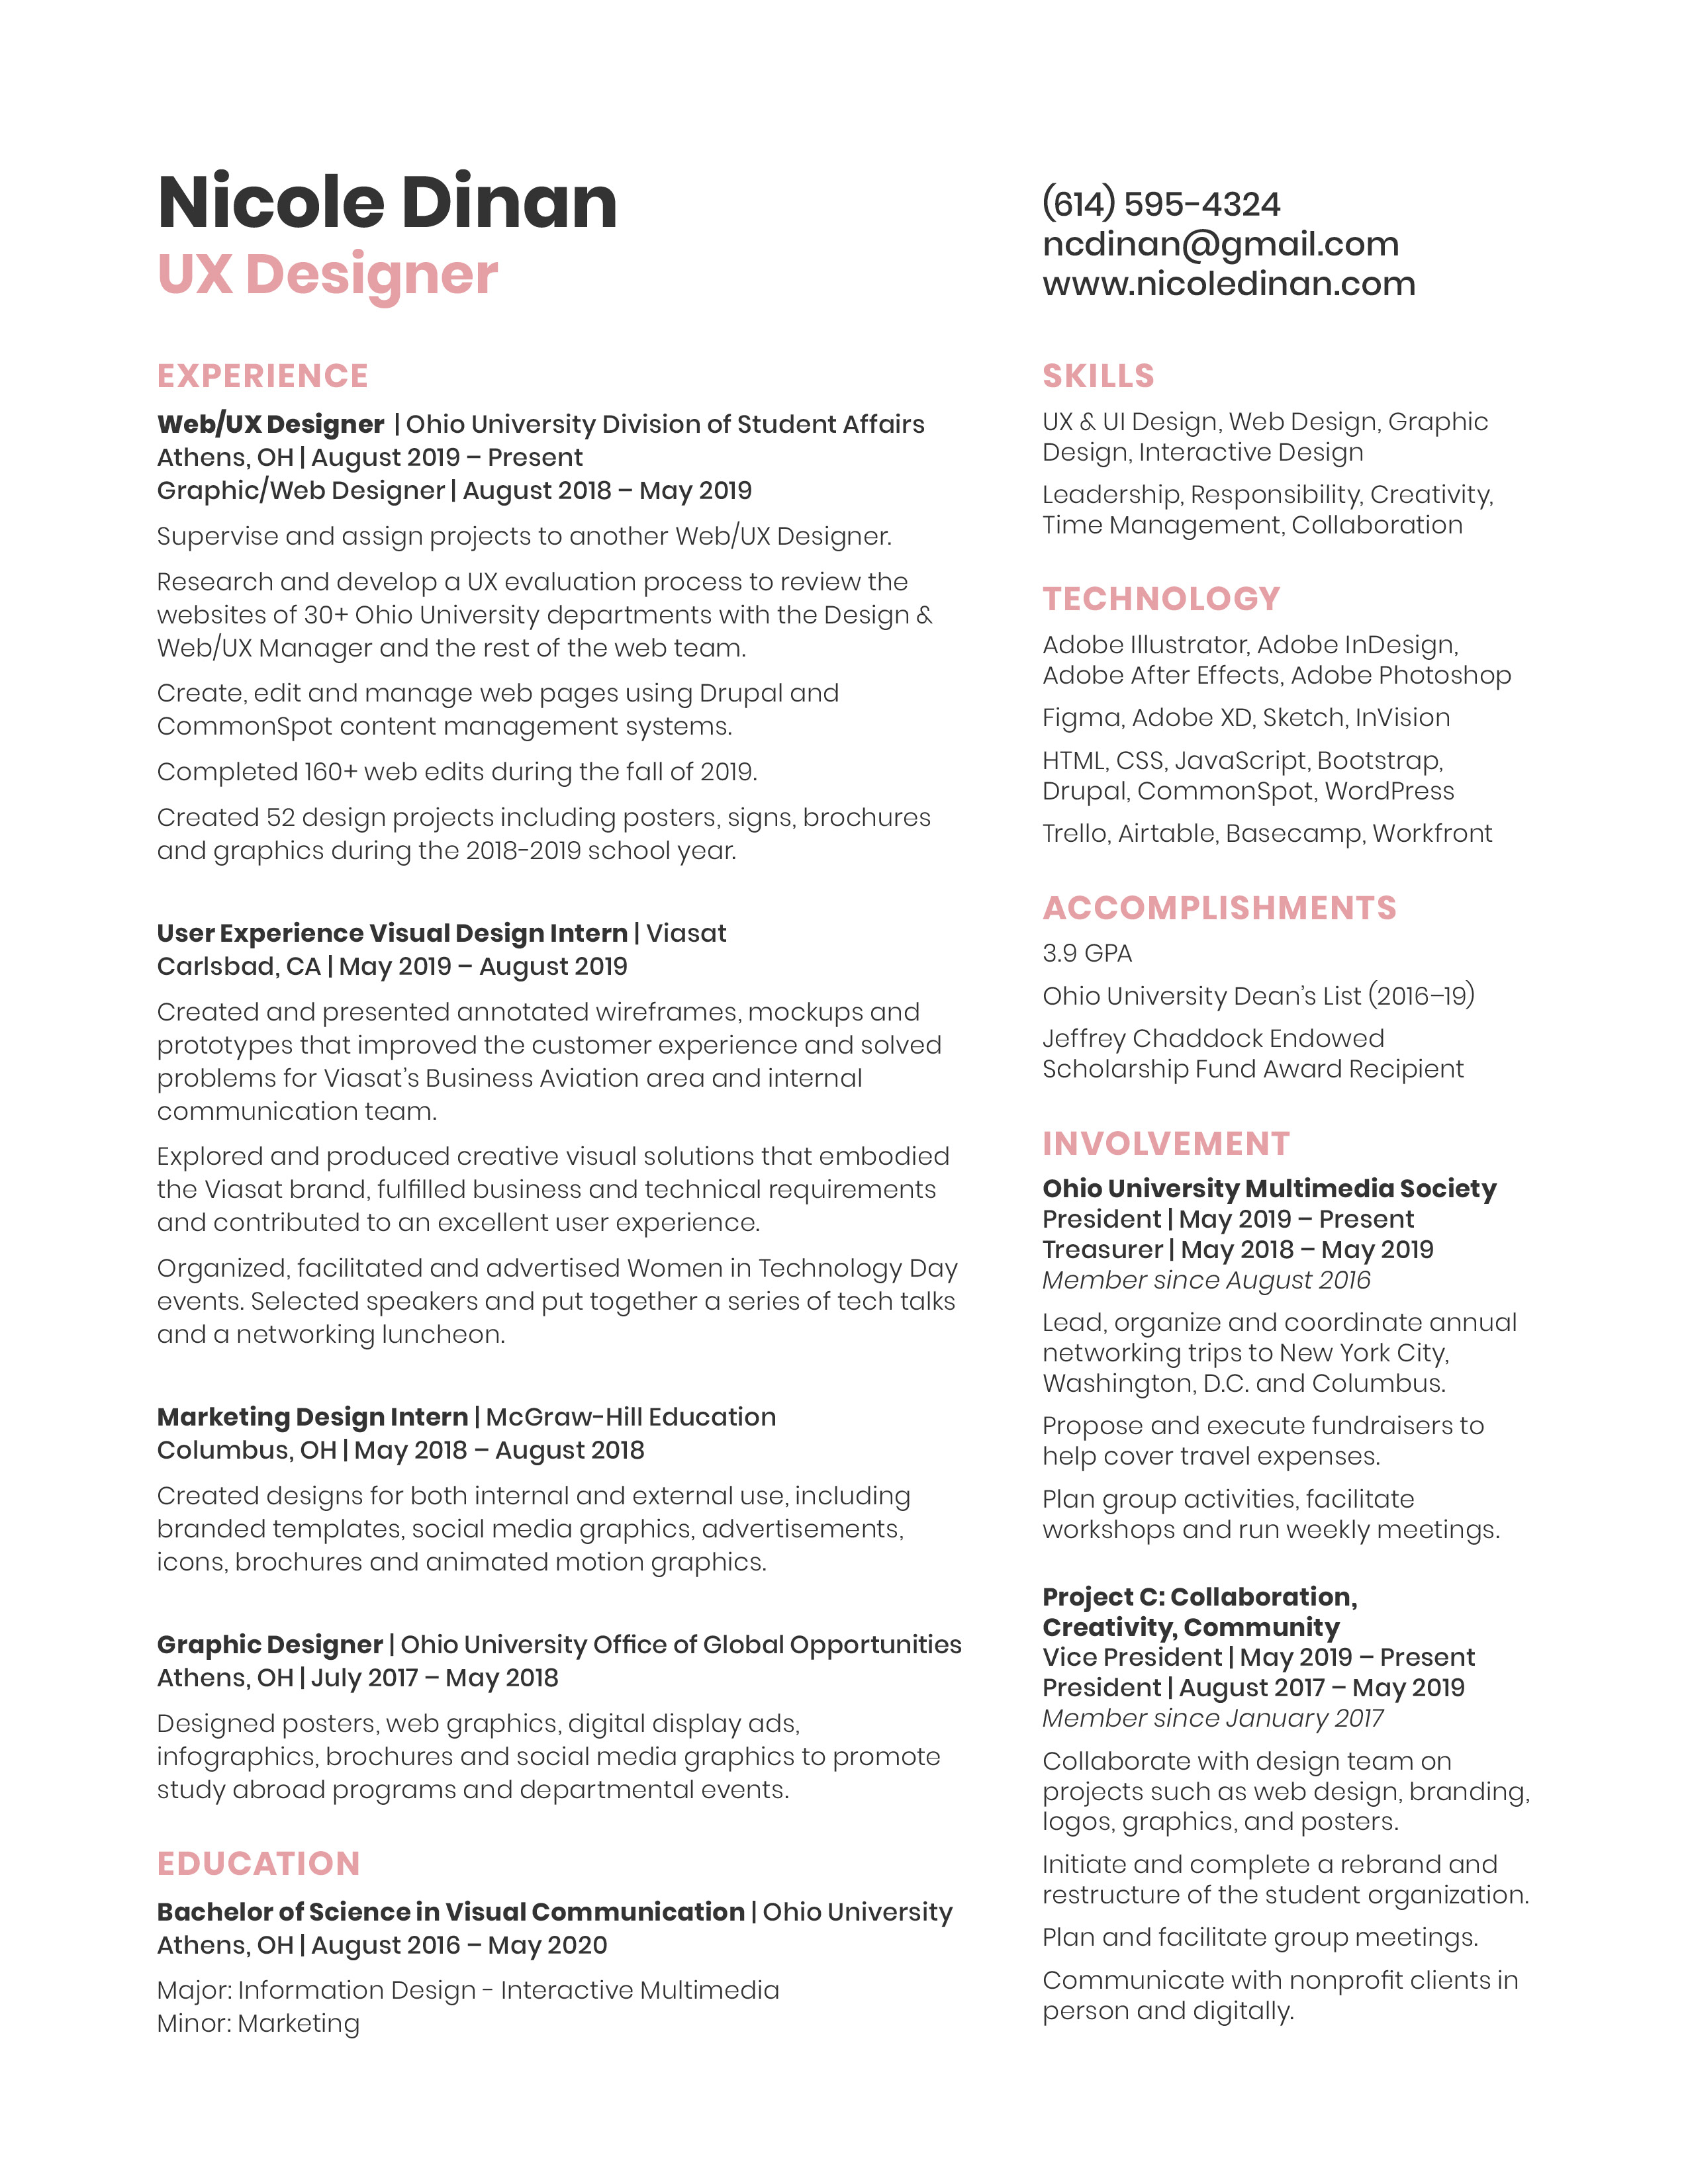 Nicole Dinan
UX Designer
(614) 595-4324
ncdinan@gmail.com
www.nicoledinan.com
EXPERIENCE
Web/UX Designer | Ohio University Division of Student Affairs
Athens, OH | August 2019 – Present
Graphic/Web Designer | August 2018 – May 2019
Supervise and assign projects to another Web/UX Designer.
Research and develop a UX evaluation process to review the
websites of 30+ Ohio University departments with the Design &
Web/UX Manager and the rest of the web team.
Create, edit and manage web pages using Drupal and
CommonSpot content management systems.
Completed 160+ web edits during the fall of 2019.
Created 52 design projects including posters, signs, brochures
and graphics during the 2018-2019 school year.
User Experience Visual Design Intern | Viasat
Carlsbad, CA | May 2019 – August 2019
Created and presented annotated wireframes, mockups and
prototypes that improved the customer experience and solved
problems for Viasat’s Business Aviation area and internal
communication team.
Explored and produced creative visual solutions that embodied
the Viasat brand, fulfilled business and technical requirements
and contributed to an excellent user experience.
Organized, facilitated and advertised Women in Technology Day
events. Selected speakers and put together a series of tech talks
and a networking luncheon.
Marketing Design Intern | McGraw-Hill Education
Columbus, OH | May 2018 – August 2018
Created designs for both internal and external use, including
branded templates, social media graphics, advertisements,
icons, brochures and animated motion graphics.
Graphic Designer | Ohio University Office of Global Opportunities
Athens, OH | July 2017 – May 2018
Designed posters, web graphics, digital display ads,
infographics, brochures and social media graphics to promote
study abroad programs and departmental events.
EDUCATION
Bachelor of Science in Visual Communication | Ohio University
Athens, OH | August 2016 – May 2020
Major: Information Design - Interactive Multimedia
Minor: Marketing
SKILLS
UX & UI Design, Web Design, Graphic
Design, Interactive Design
Leadership, Responsibility, Creativity,
Time Management, Collaboration
TECHNOLOGY
Adobe Illustrator, Adobe InDesign,
Adobe After Effects, Adobe Photoshop
Figma, Adobe XD, Sketch, InVision
HTML, CSS, JavaScript, Bootstrap,
Drupal, CommonSpot, WordPress
Trello, Airtable, Basecamp, Workfront
ACCOMPLISHMENTS
3.9 GPA
Ohio University Dean’s List (2016–19)
Jeffrey Chaddock Endowed
Scholarship Fund Award Recipient
INVOLVEMENT
Ohio University Multimedia Society
President | May 2019 – Present
Treasurer | May 2018 – May 2019
Member since August 2016
Lead, organize and coordinate annual
networking trips to New York City,
Washington, D.C. and Columbus.
Propose and execute fundraisers to
help cover travel expenses.
Plan group activities, facilitate
workshops and run weekly meetings.
Project C: Collaboration,
Creativity, Community
Vice President | May 2019 – Present
President | August 2017 – May 2019
Member since January 2017
Collaborate with design team on
projects such as web design, branding,
logos, graphics, and posters.
Initiate and complete a rebrand and
restructure of the student organization.
Plan and facilitate group meetings.
Communicate with nonprofit clients in
person and digitally.